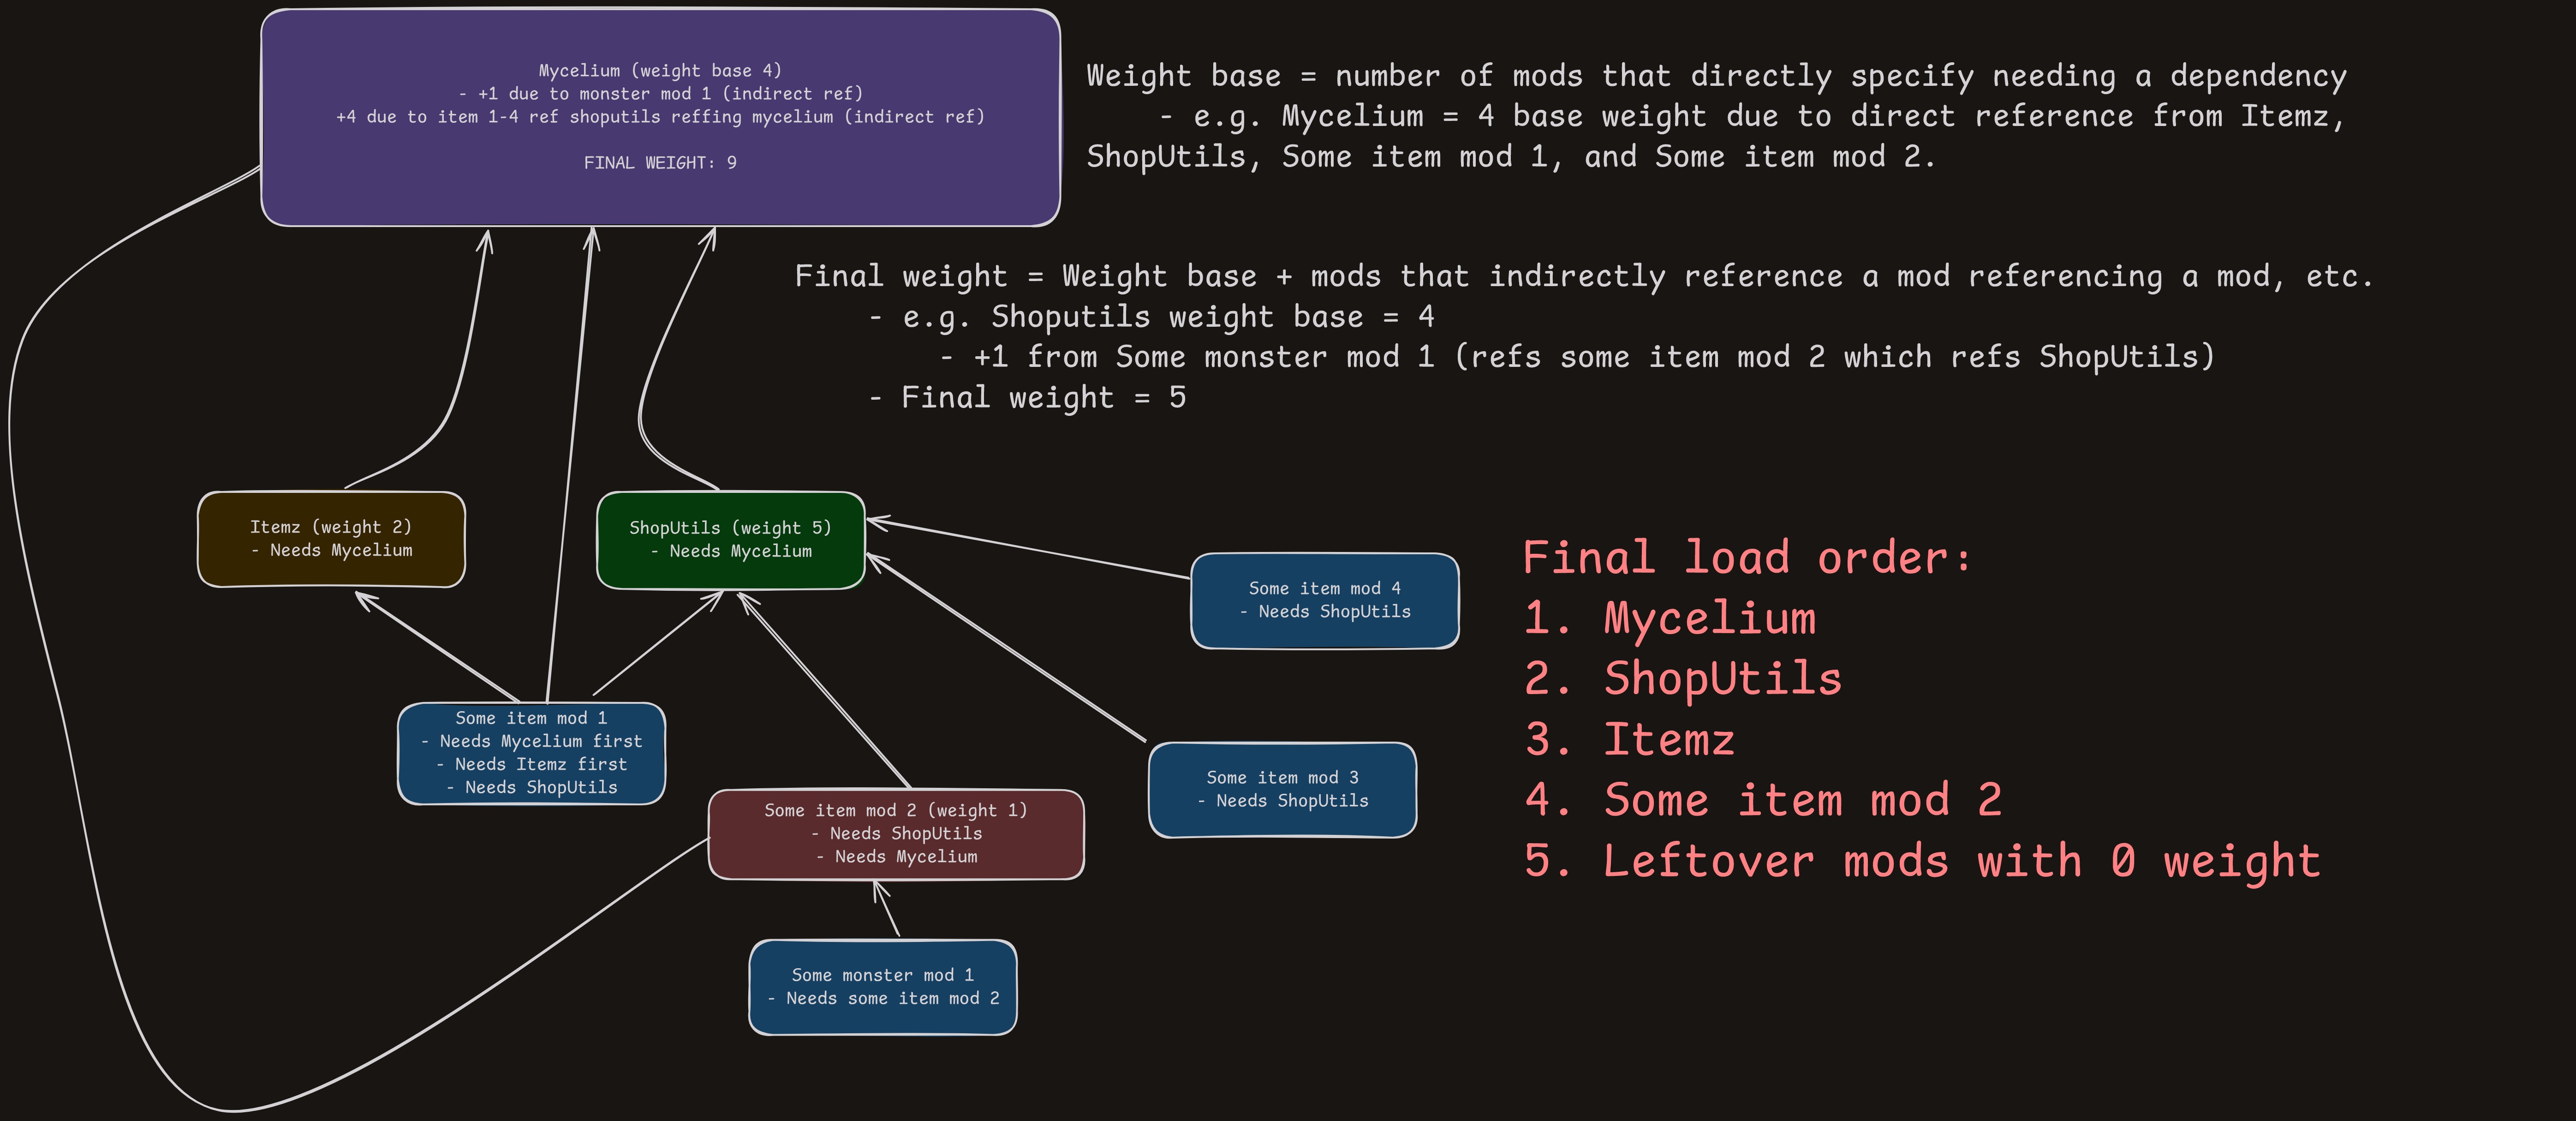 Mycelium (weight base 4)
- +1 due to monster mod 1 (indirect ref)
+4 due to item 1-4 ref shoputils reffing mycelium (indirect ref)
FINAL WEIGHT: 9
Weight base = number of mods that directly specify needing a dependency
- e.g. Mycelium = 4 base weight due to direct reference from Itemz,
ShopUtils, Some item mod 1, and Some item mod 2.
Final weight = Weight base + mods that indirectly reference a mod referencing a mod, etc.
- e.g. Shoputils weight base = 4
- +1 from Some monster mod 1 (refs some item mod 2 which refs ShopUtils)
- Final weight = 5
Itemz (weight 2)
- Needs Mycelium
ShopUtils (weight 5)
- Needs Mycelium
Some item mod 4
- Needs ShopUtils
Some item mod 1
- Needs Mycelium first
- Needs Itemz first
- Needs ShopUtils
Some item mod 2 (weight 1)
- Needs ShopUtils
- Needs Mycelium
Some item mod 3
- Needs ShopUtils
Some monster mod 1
- Needs some item mod 2
Final load order:
1. Mycelium
2. ShopUtils
3. Itemz
4. Some item mod 2
5. Leftover mods with 0 weight